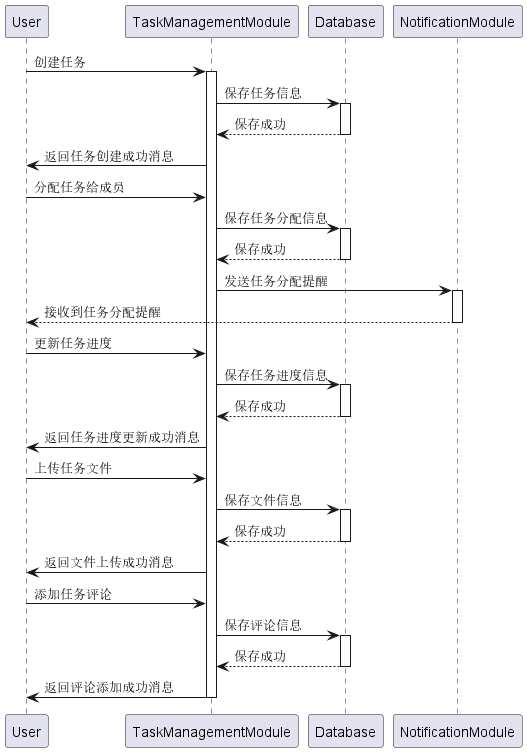 User TaskManagementModule Database NotificationModule
创建任务
保存任务信息
保存成功
返回任务创建成功消息
分配任务给成员
保存任务分配信息
保存成功
发送任务分配提醒
接收到任务分配提醒
更新任务进度
保存任务进度信息
保存成功
返回任务进度更新成功消息
上传任务文件
保存文件信息
保存成功
返回文件上传成功消息
添加任务评论
保存评论信息
保存成功
返回评论添加成功消息
User TaskManagementModule Database NotificationModule